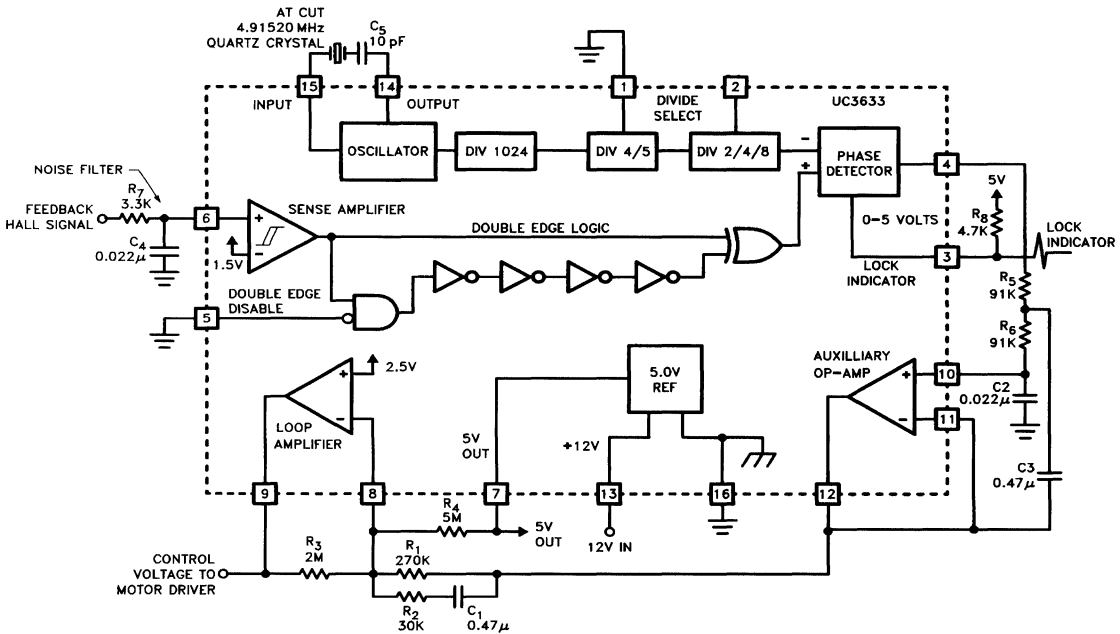 AT CUT
4.91520 MHz
QUARTZ CRYSTAL
C5
10 pF
15
14
1
2
INPUT
OUTPUT
DIVIDE
SELECT
UC3633
OSCILLATOR
DIV 1024
DIV 4/5
DIV 2/4/8
−
+
PHASE
DETECTOR
4
NOISE FILTER
R7
3.3K
FEEDBACK
HALL SIGNAL
6
+
−
SENSE AMPLIFIER
1.5V
C4
0.022μ
DOUBLE EDGE LOGIC
0–5 VOLTS
5V
R8
4.7K
LOCK
INDICATOR
3
LOCK
INDICATOR
DOUBLE EDGE
DISABLE
5
R5
91K
R6
91K
2.5V
+
−
LOOP
AMPLIFIER
5.0V
REF
AUXILLIARY
OP-AMP
+
−
10
11
C2
0.022μ
5V
OUT
+12V
C3
0.47μ
9
8
7
13
16
12
R4
5M
5V
OUT
12V IN
CONTROL
VOLTAGE TO
MOTOR DRIVER
R3
2M
R1
270K
R2
30K
C1
0.47μ